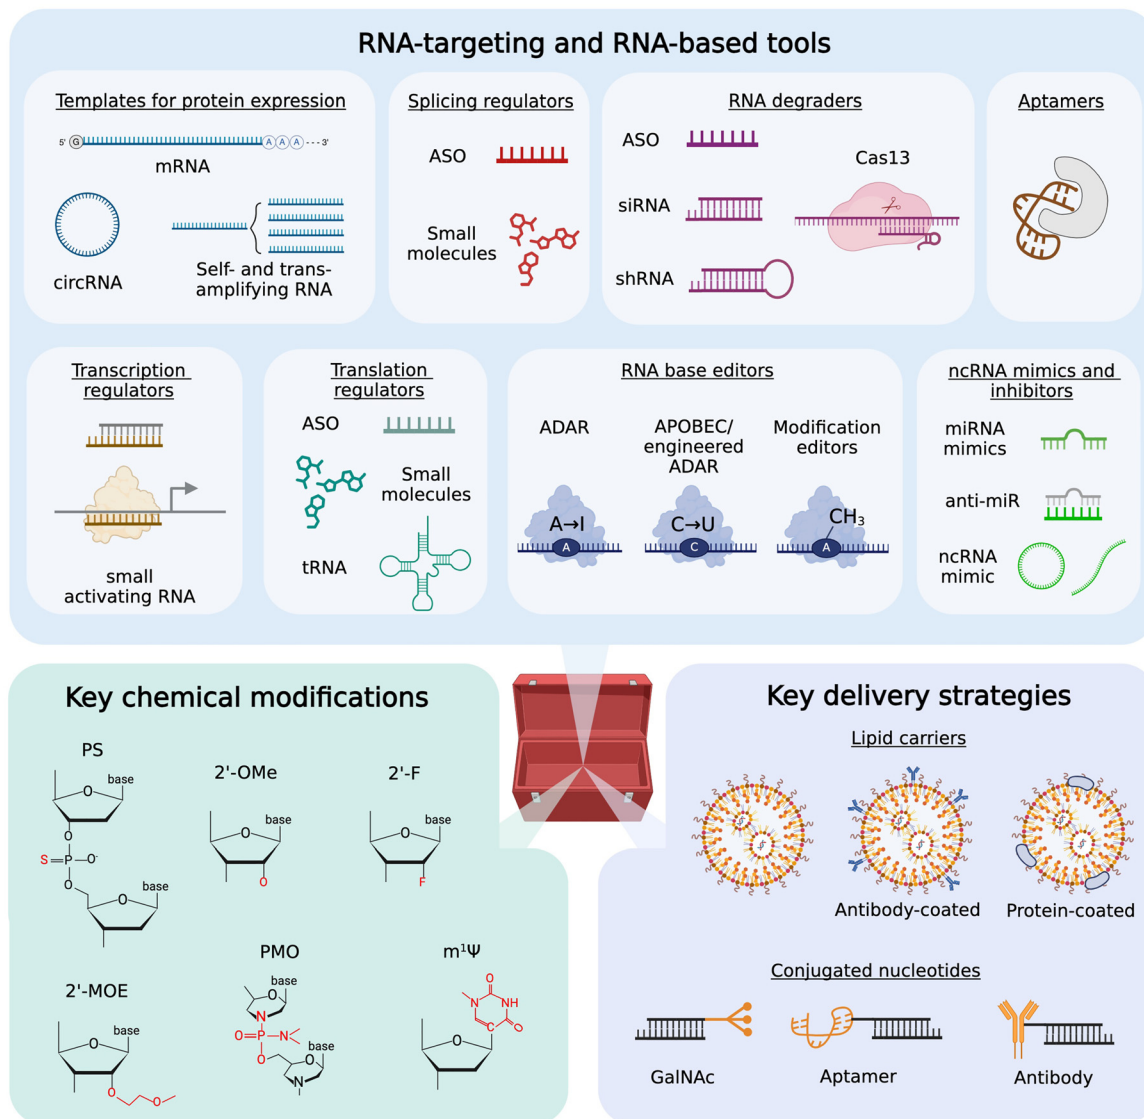 RNA-targeting and RNA-based tools
Templates for protein expression
5' G A A A 3'
mRNA
circRNA
Self- and trans-
amplifying RNA
Splicing regulators
ASO
Small
molecules
RNA degraders
ASO
siRNA
shRNA
Cas13
Aptamers
Transcription
regulators
small
activating RNA
Translation
regulators
ASO
Small
molecules
tRNA
RNA base editors
ADAR
A→I
A
APOBEC/
engineered
ADAR
C→U
C
Modification
editors
CH₃
A
ncRNA mimics and
inhibitors
miRNA
mimics
anti-miR
ncRNA
mimic
Key chemical modifications
PS
base
O
O
S=P-O⁻
O
base
O
2'-OMe
base
O
O
2'-F
base
O
F
2'-MOE
base
O
O
O
PMO
base
O
N
O=P-N
O
base
O
N
m¹Ψ
O
N
NH
O
O
Key delivery strategies
Lipid carriers
Antibody-coated
Protein-coated
Conjugated nucleotides
GalNAc
Aptamer
Antibody